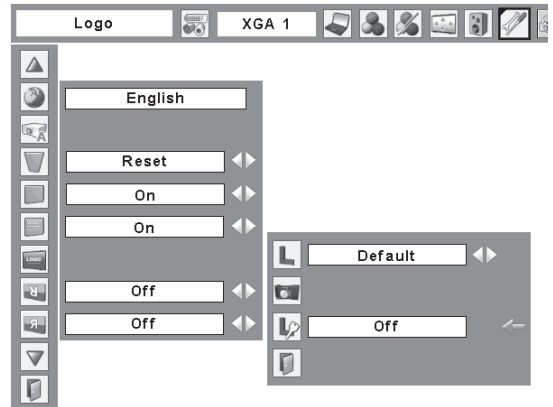 Logo
XGA 1
English
Reset
On
On
Default
Off
Off
Off